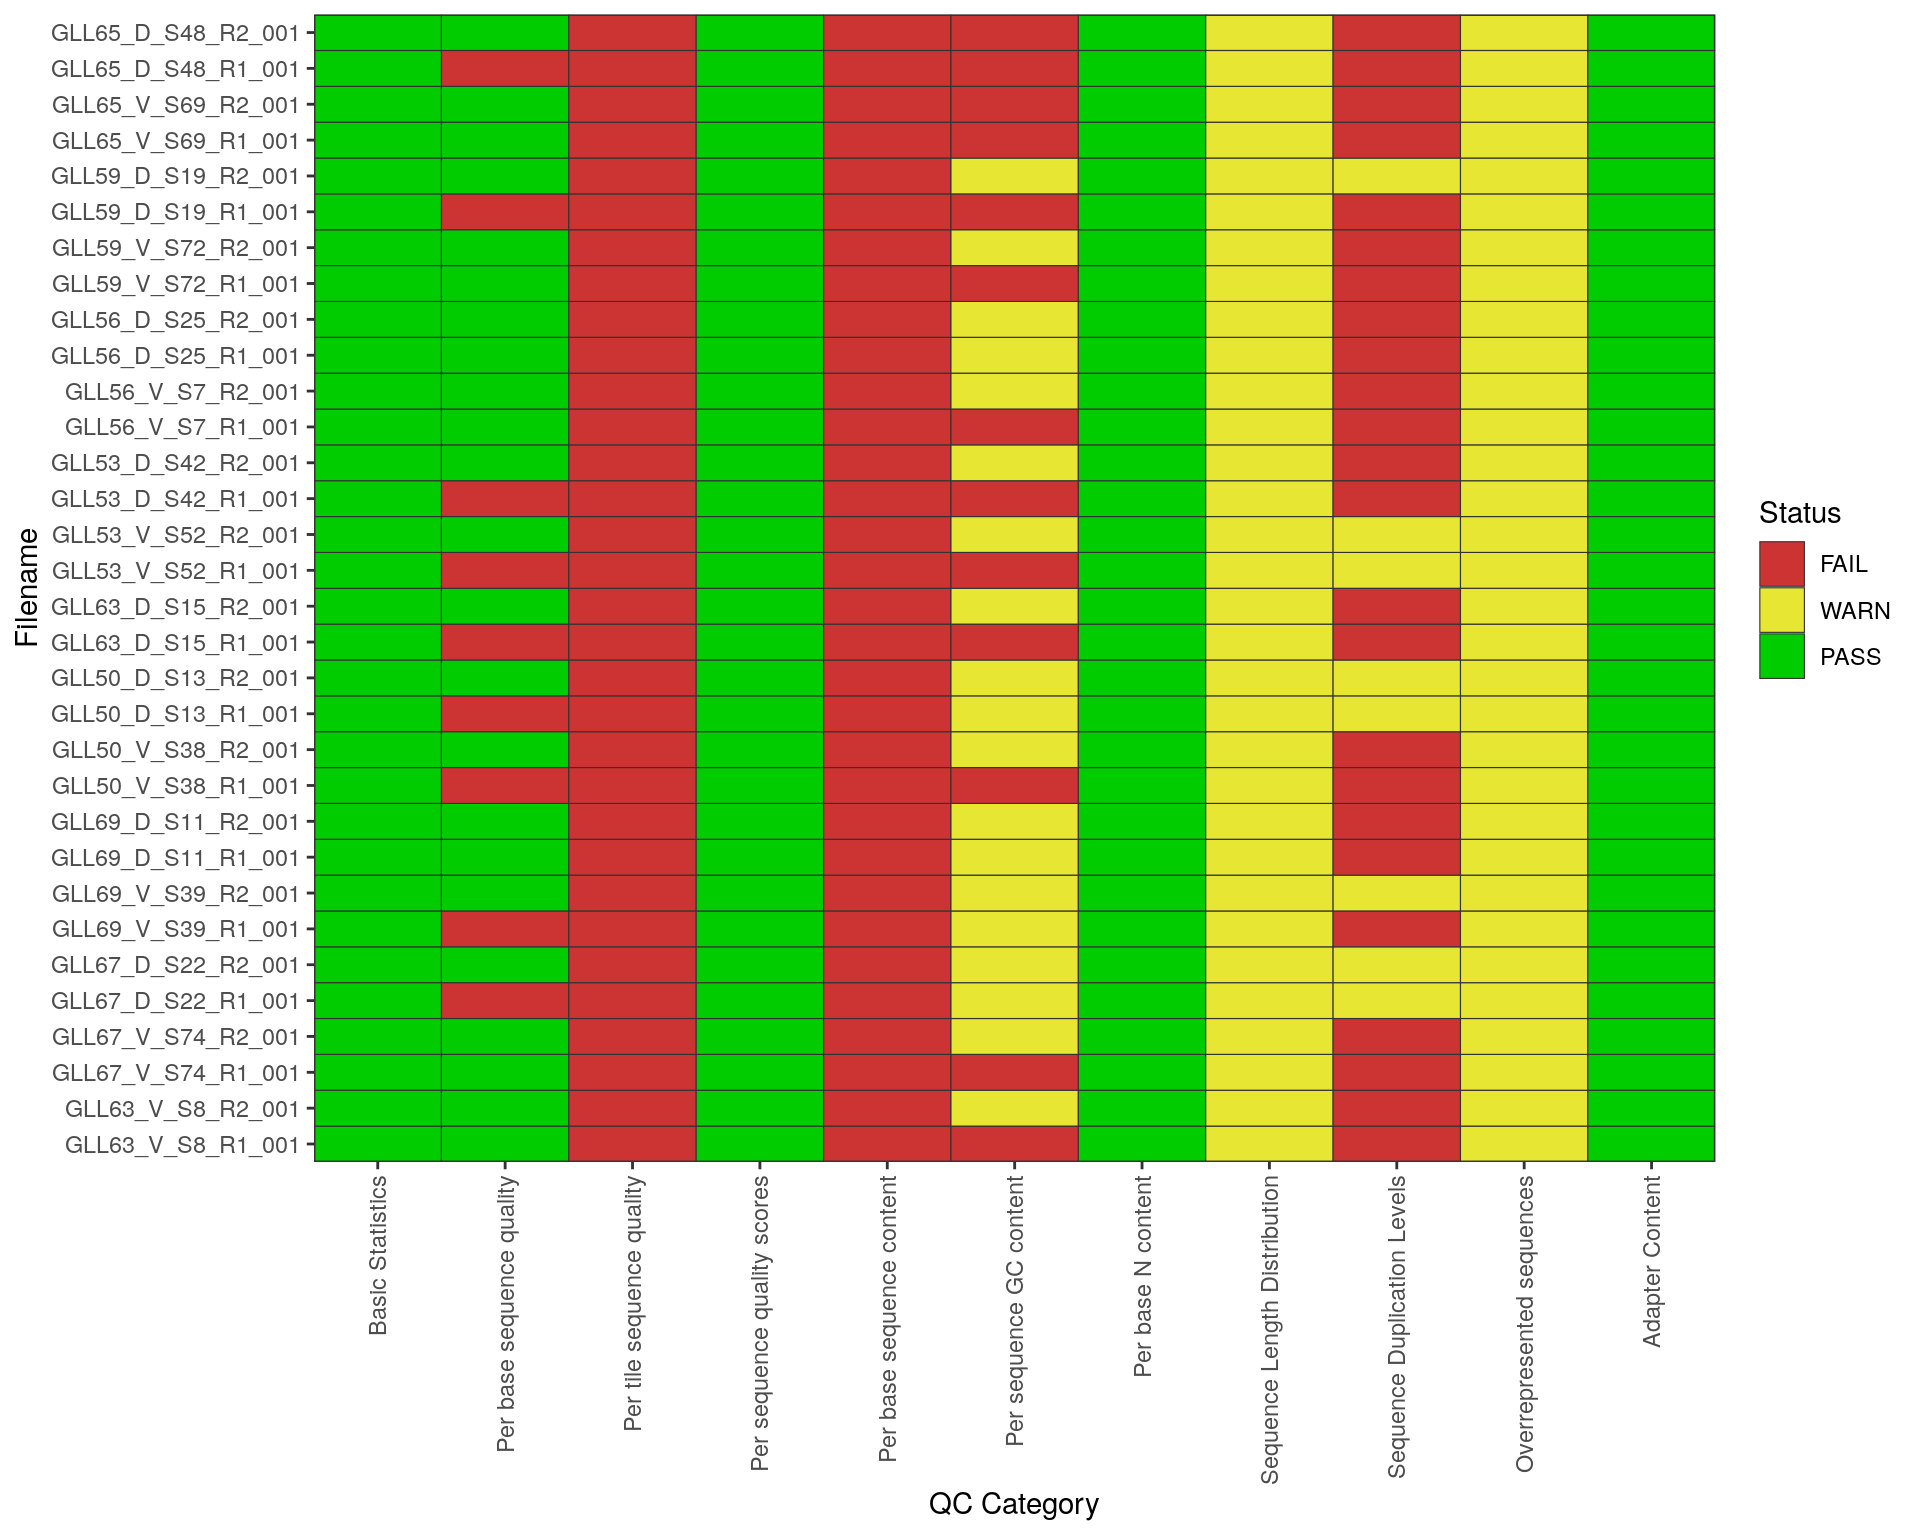 GLL65_D_S48_R2_001
GLL65_D_S48_R1_001
GLL65_V_S69_R2_001
GLL65_V_S69_R1_001
GLL59_D_S19_R2_001
GLL59_D_S19_R1_001
GLL59_V_S72_R2_001
GLL59_V_S72_R1_001
GLL56_D_S25_R2_001
GLL56_D_S25_R1_001
GLL56_V_S7_R2_001
GLL56_V_S7_R1_001
GLL53_D_S42_R2_001
GLL53_D_S42_R1_001
GLL53_V_S52_R2_001
GLL53_V_S52_R1_001
GLL63_D_S15_R2_001
GLL63_D_S15_R1_001
GLL50_D_S13_R2_001
GLL50_D_S13_R1_001
GLL50_V_S38_R2_001
GLL50_V_S38_R1_001
GLL69_D_S11_R2_001
GLL69_D_S11_R1_001
GLL69_V_S39_R2_001
GLL69_V_S39_R1_001
GLL67_D_S22_R2_001
GLL67_D_S22_R1_001
GLL67_V_S74_R2_001
GLL67_V_S74_R1_001
GLL63_V_S8_R2_001
GLL63_V_S8_R1_001
Filename
Basic Statistics
Per base sequence quality
Per tile sequence quality
Per sequence quality scores
Per base sequence content
Per sequence GC content
Per base N content
Sequence Length Distribution
Sequence Duplication Levels
Overrepresented sequences
Adapter Content
QC Category
Status
FAIL
WARN
PASS